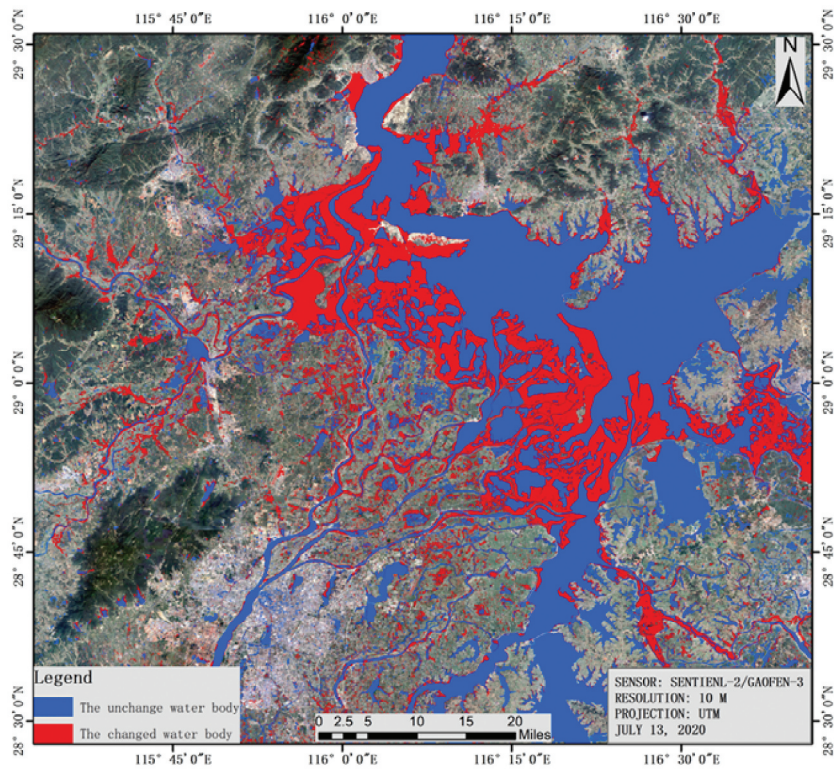 115° 45′ 0″E 116° 0′ 0″E 116° 15′ 0″E 116° 30′ 0″E
29° 30′ 0″N
N
29° 15′ 0″N
29° 0′ 0″N
28° 45′ 0″N
28° 30′ 0″N
Legend
The unchange water body
The changed water body
0 2.5 5 10 15 20
Miles
SENSOR: SENTIENL-2/GAOFEN-3
RESOLUTION: 10 M
PROJECTION: UTM
JULY 13, 2020
115° 45′ 0″E 116° 0′ 0″E 116° 15′ 0″E 116° 30′ 0″E
29° 30′ 0″N
29° 15′ 0″N
29° 0′ 0″N
28° 45′ 0″N
28° 30′ 0″N